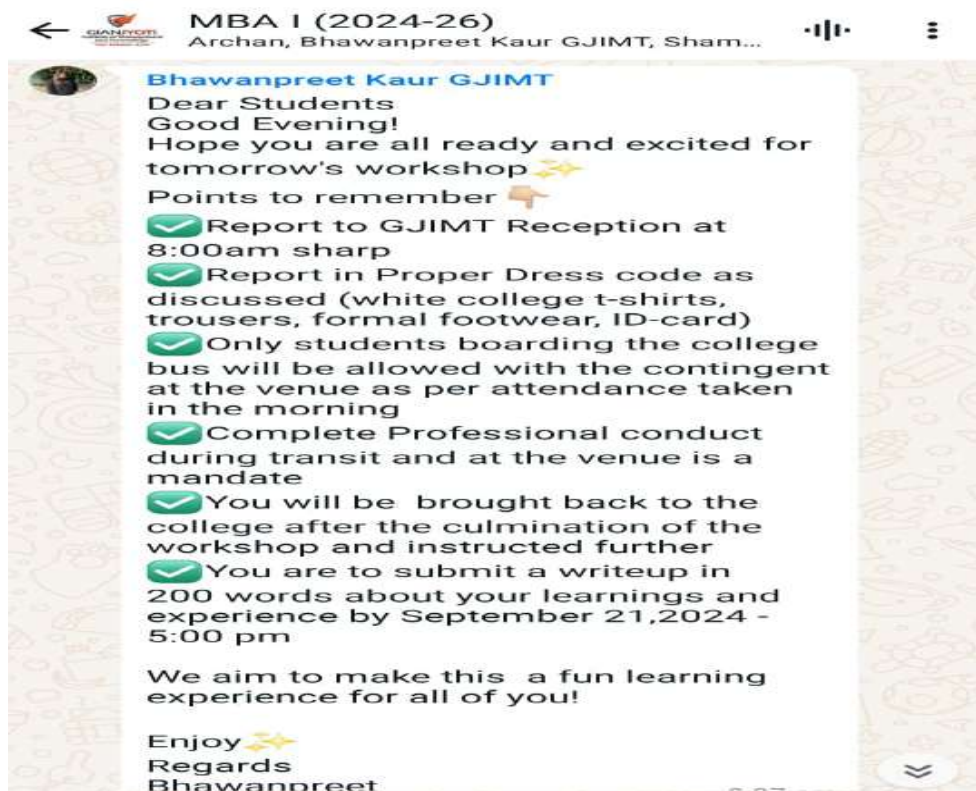 MBA I (2024-26)
GIANJYOTI
Archan, Bhawanpreet Kaur GJIMT, Sham...
Bhawanpreet Kaur GJIMT
Dear Students
Good Evening!
Hope you are all ready and excited for
tomorrow's workshop✨
Points to remember 👇🏼
✅Report to GJIMT Reception at
8:00am sharp
✅Report in Proper Dress code as
discussed (white college t-shirts,
trousers, formal footwear, ID-card)
✅Only students boarding the college
bus will be allowed with the contingent
at the venue as per attendance taken
in the morning
✅Complete Professional conduct
during transit and at the venue is a
mandate
✅You will be  brought back to the
college after the culmination of the
workshop and instructed further
✅You are to submit a writeup in
200 words about your learnings and
experience by September 21,2024 -
5:00 pm
We aim to make this  a fun learning
experience for all of you!
Enjoy✨
Regards
Bhawanpreet